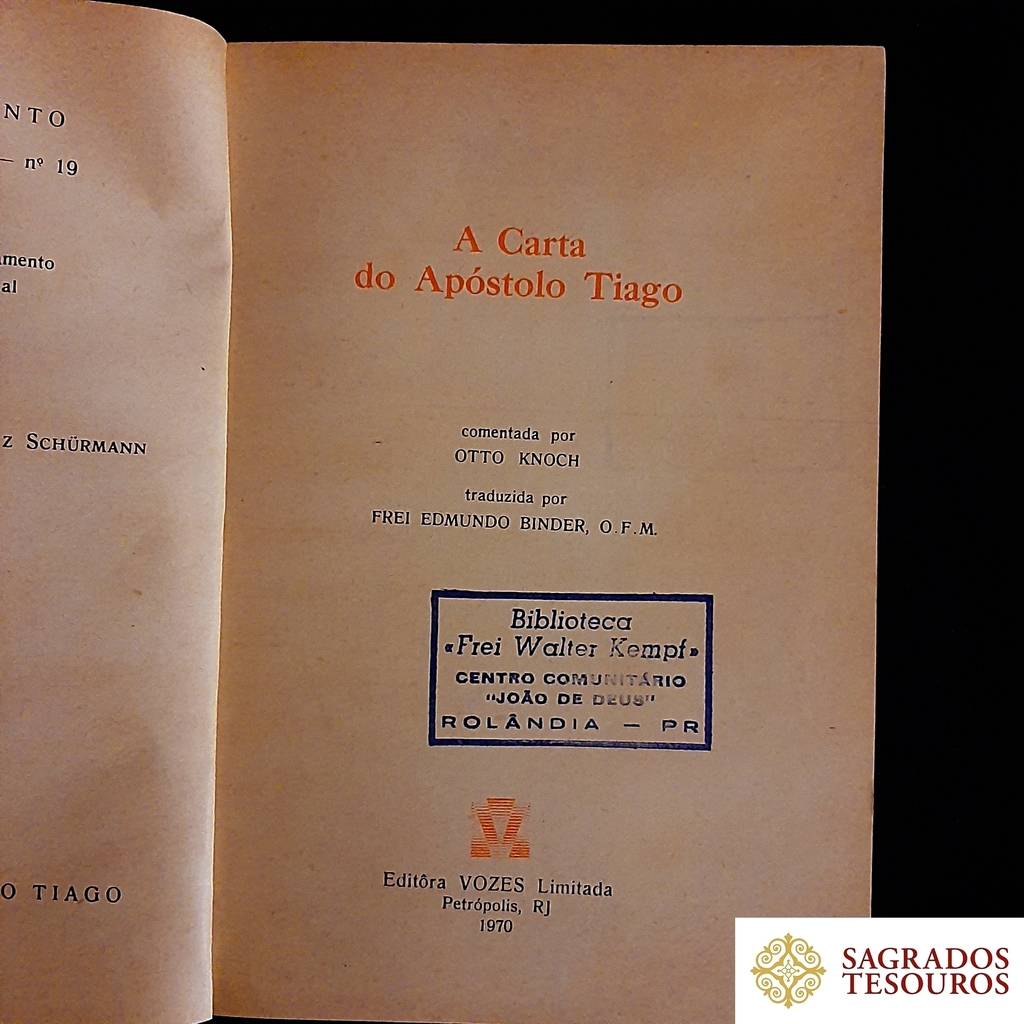 NTO
— nº 19
amento
al
z SCHÜRMANN
O TIAGO
A Carta
do Apóstolo Tiago
comentada por
OTTO KNOCH
traduzida por
FREI EDMUNDO BINDER, O.F.M.
Biblioteca
«Frei Walter Kempf»
CENTRO COMUNITÁRIO
"JOÃO DE DEUS"
ROLÂNDIA — PR
Editôra VOZES Limitada
Petrópolis, RJ
1970
SAGRADOS
TESOUROS